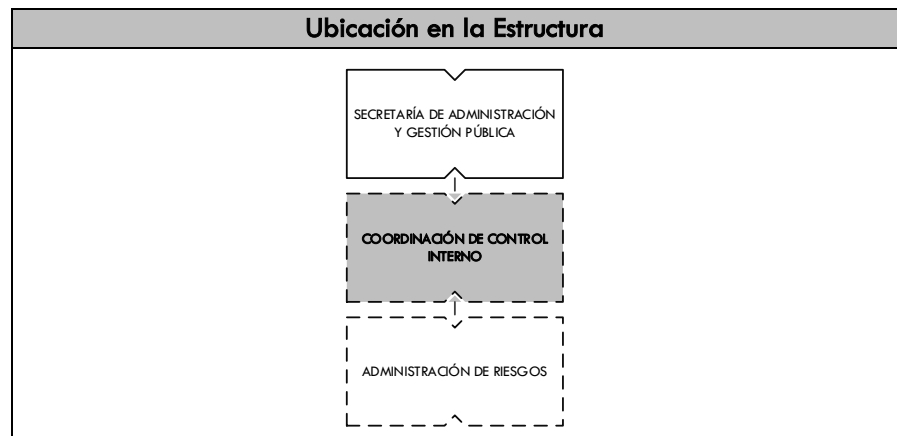 Ubicación en la Estructura
SECRETARÍA DE ADMINISTRACIÓN
Y GESTIÓN PÚBLICA
COORDINACIÓN DE CONTROL
INTERNO
ADMINISTRACIÓN DE RIESGOS